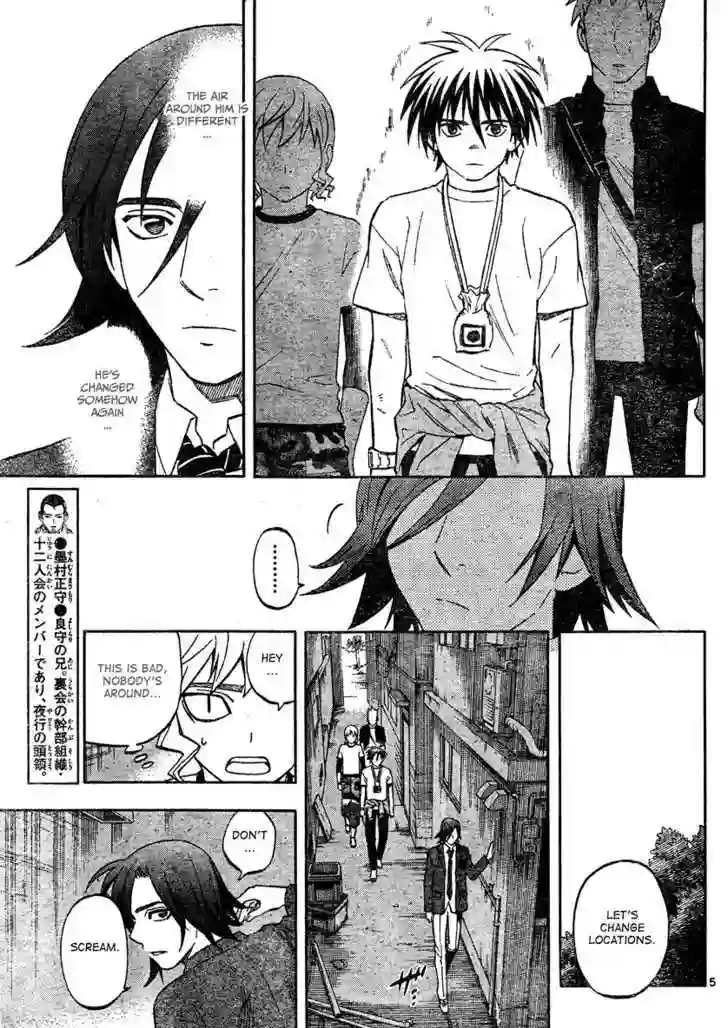 THE AIR
AROUND HIM IS
DIFFERENT
...
HE'S
CHANGED
SOMEHOW
AGAIN
...
.........
●墨村正守●良守の兄。裏会の幹部組織・
十二人会のメンバーであり、夜行の頭領。
LET'S
CHANGE
LOCATIONS.
HEY ...
THIS IS BAD,
NOBODY'S
AROUND...
DON'T
...
SCREAM.
5